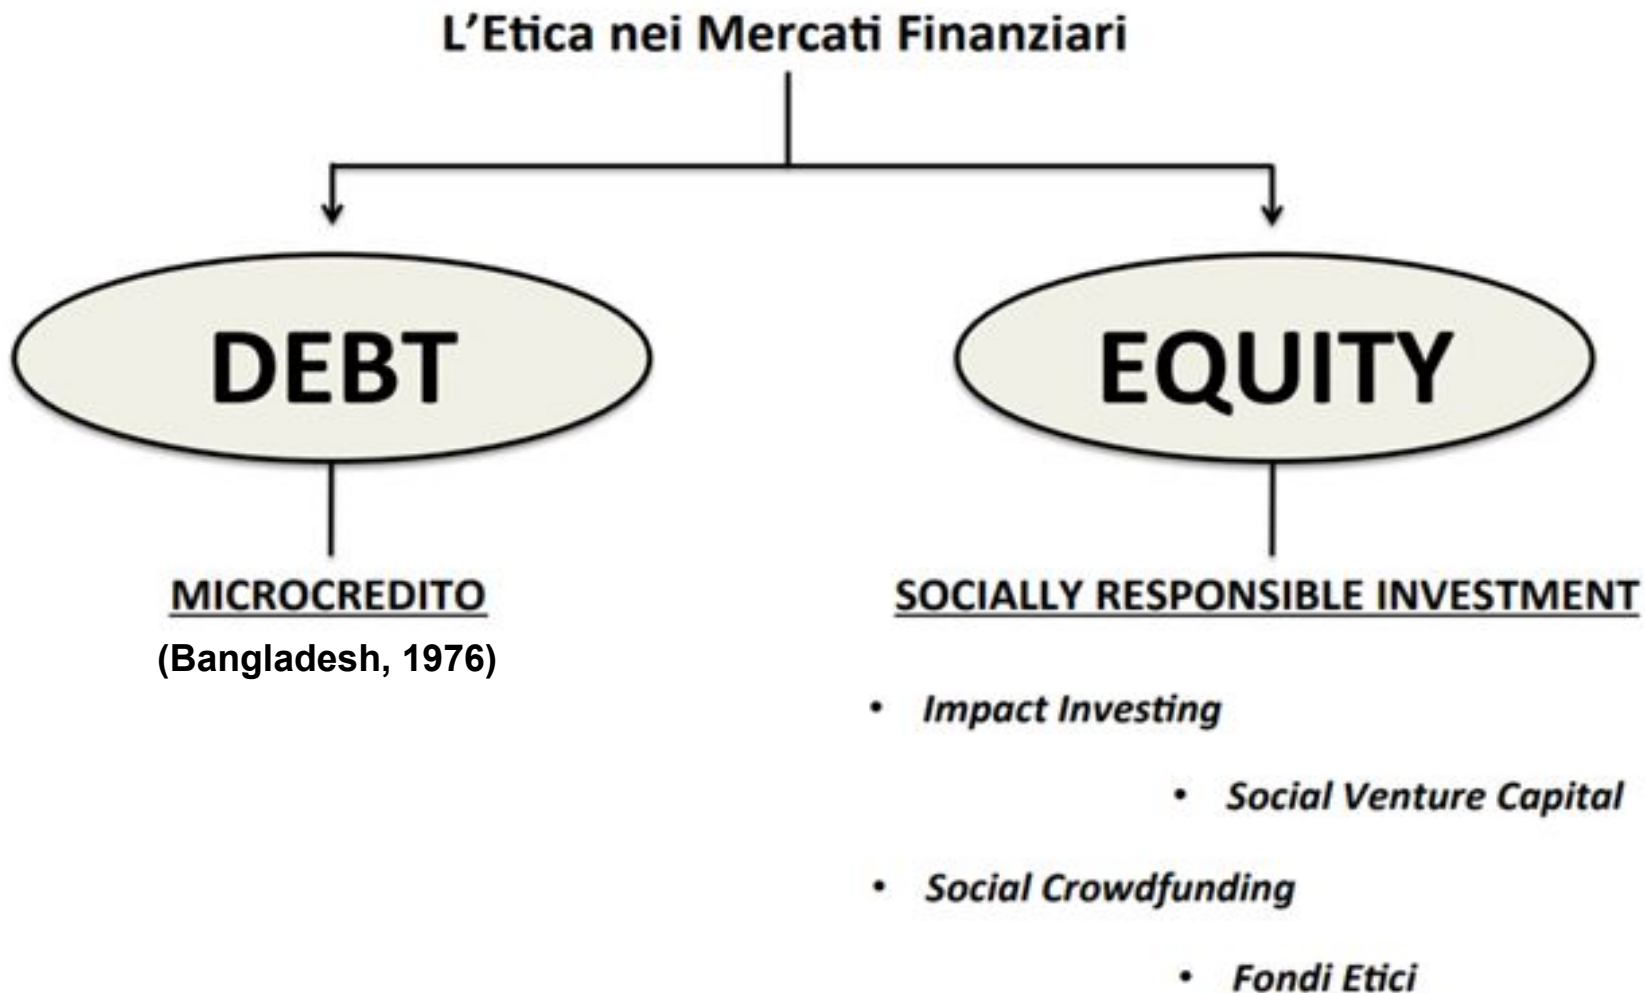 L'Etica nei Mercati Finanziari
DEBT
EQUITY
MICROCREDITO
(Bangladesh, 1976)
SOCIALLY RESPONSIBLE INVESTMENT
• Impact Investing
• Social Venture Capital
• Social Crowdfunding
• Fondi Etici